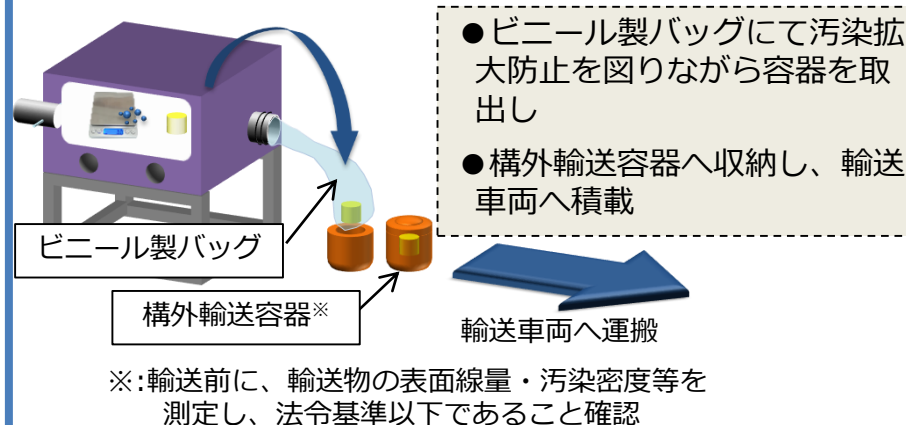 ●ビニール製バッグにて汚染拡
大防止を図りながら容器を取
出し
●構外輸送容器へ収納し、輸送
車両へ積載
ビニール製バッグ
構外輸送容器※
輸送車両へ運搬
※:輸送前に、輸送物の表面線量・汚染密度等を
測定し、法令基準以下であること確認